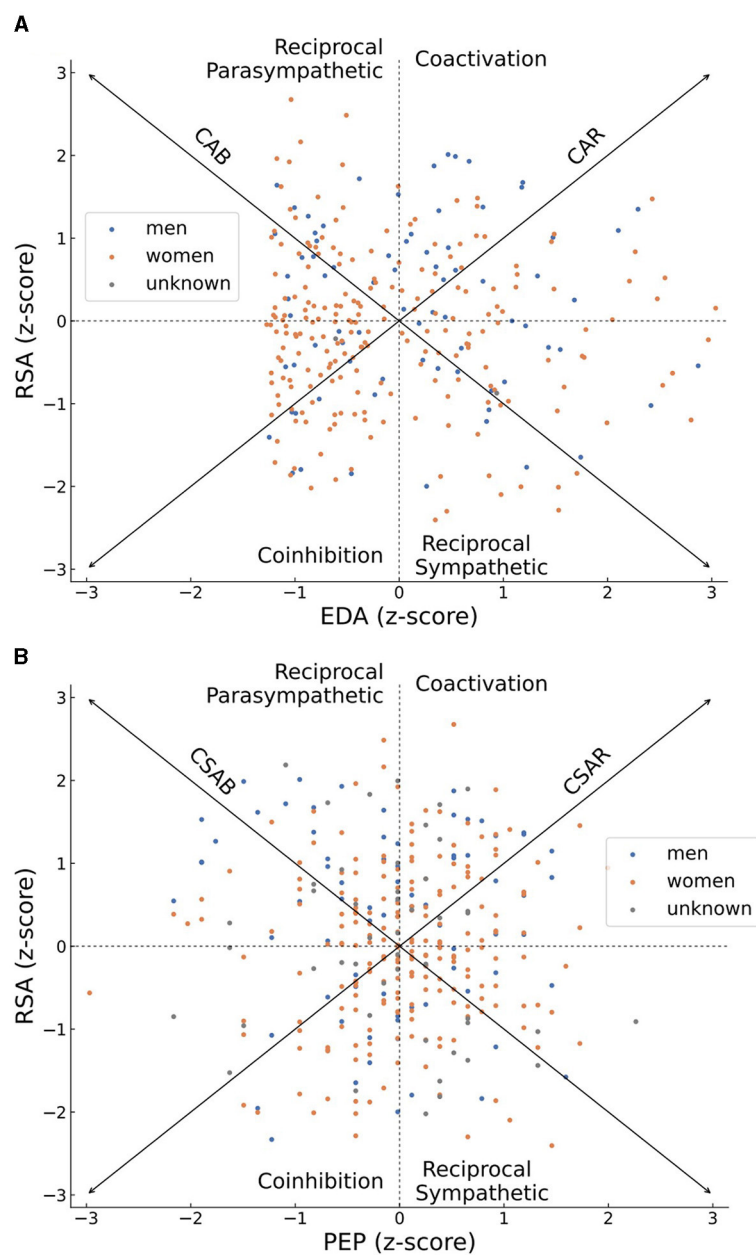 A
Reciprocal
Parasympathetic
Coactivation
3
CAB
CAR
2
men
women
unknown
1
RSA (z-score)
0
−1
−2
Coinhibition
Reciprocal
Sympathetic
−3
−3 −2 −1 0 1 2 3
EDA (z-score)
B
Reciprocal
Parasympathetic
Coactivation
3
CSAB
CSAR
2
men
women
unknown
1
RSA (z-score)
0
−1
−2
Coinhibition
Reciprocal
Sympathetic
−3
−3 −2 −1 0 1 2 3
PEP (z-score)